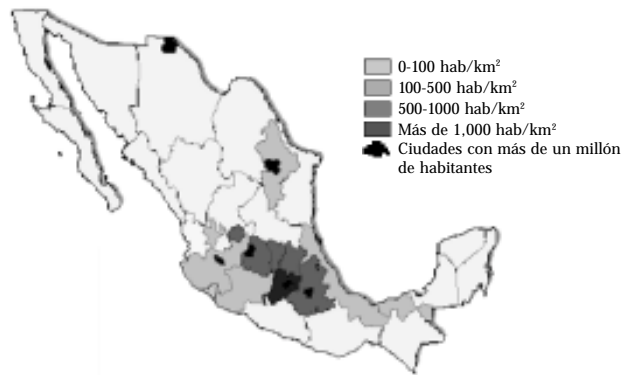 0-100 hab/km²
100-500 hab/km²
500-1000 hab/km²
Más de 1,000 hab/km²
Ciudades con más de un millón
de habitantes